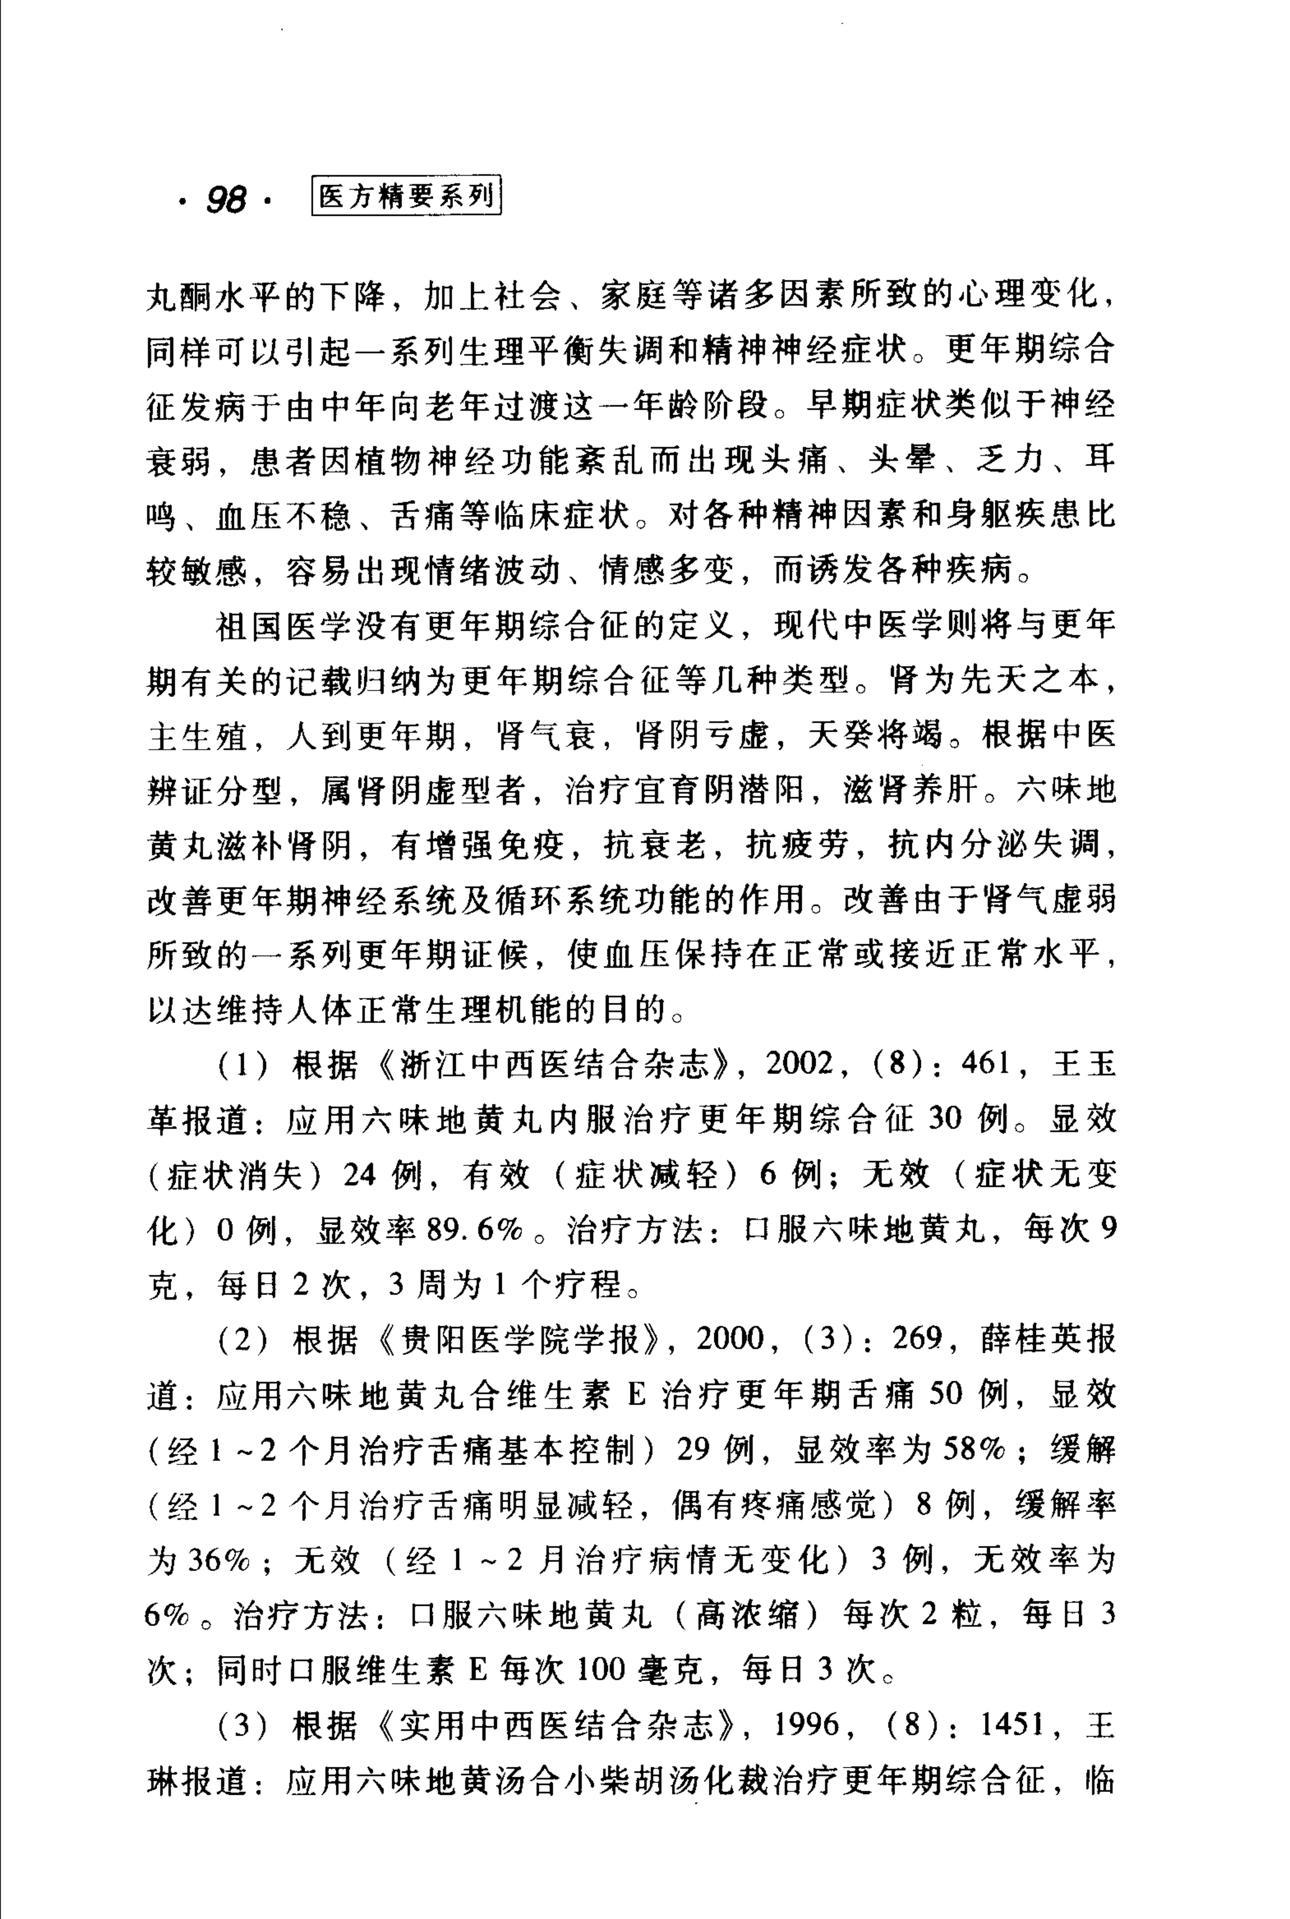 ·98· 医方精要系列
丸酮水平的下降，加上社会、家庭等诸多因素所致的心理变化，
同样可以引起一系列生理平衡失调和精神神经症状。更年期综合
征发病于由中年向老年过渡这一年龄阶段。早期症状类似于神经
衰弱，患者因植物神经功能紊乱而出现头痛、头晕、乏力、耳
鸣、血压不稳、舌痛等临床症状。对各种精神因素和身躯疾患比
较敏感，容易出现情绪波动、情感多变，而诱发各种疾病。
祖国医学没有更年期综合征的定义，现代中医学则将与更年
期有关的记载归纳为更年期综合征等几种类型。肾为先天之本，
主生殖，人到更年期，肾气衰，肾阴亏虚，天癸将竭。根据中医
辨证分型，属肾阴虚型者，治疗宜育阴潜阳，滋肾养肝。六味地
黄丸滋补肾阴，有增强免疫，抗衰老，抗疲劳，抗内分泌失调，
改善更年期神经系统及循环系统功能的作用。改善由于肾气虚弱
所致的一系列更年期证候，使血压保持在正常或接近正常水平，
以达维持人体正常生理机能的目的。
(1) 根据《浙江中西医结合杂志》，2002，(8)：461，王玉
革报道：应用六味地黄丸内服治疗更年期综合征 30 例。显效
(症状消失) 24 例，有效 (症状减轻) 6 例；无效 (症状无变
化) 0 例，显效率 89.6%。治疗方法：口服六味地黄丸，每次 9
克，每日 2 次，3 周为 1 个疗程。
(2) 根据《贵阳医学院学报》，2000，(3)：269，薛桂英报
道：应用六味地黄丸合维生素 E 治疗更年期舌痛 50 例，显效
(经 1 ~ 2 个月治疗舌痛基本控制) 29 例，显效率为 58%；缓解
(经 1 ~ 2 个月治疗舌痛明显减轻，偶有疼痛感觉) 8 例，缓解率
为 36%；无效 (经 1 ~ 2 月治疗病情无变化) 3 例，无效率为
6%。治疗方法：口服六味地黄丸 (高浓缩) 每次 2 粒，每日 3
次；同时口服维生素 E 每次 100 毫克，每日 3 次。
(3) 根据《实用中西医结合杂志》，1996，(8)：1451，王
琳报道：应用六味地黄汤合小柴胡汤化裁治疗更年期综合征，临